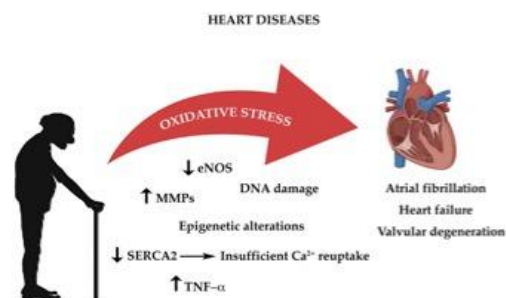 HEART DISEASES
OXIDATIVE STRESS
↓ eNOS
DNA damage
↑ MMPs
Epigenetic alterations
↓ SERCA2 → Insufficient Ca²⁺ reuptake
↑ TNF-α
Atrial fibrillation
Heart failure
Valvular degeneration